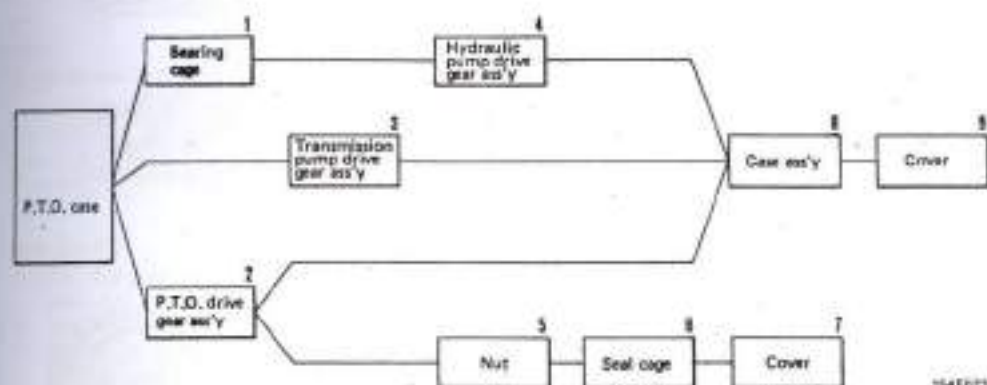 1
Bearing
cage
4
Hydraulic
pump drive
gear ass'y
3
Transmission
pump drive
gear ass'y
8
Case ass'y
9
Cover
P.T.O. case
2
P.T.O. drive
gear ass'y
5
Nut
6
Seal cage
7
Cover